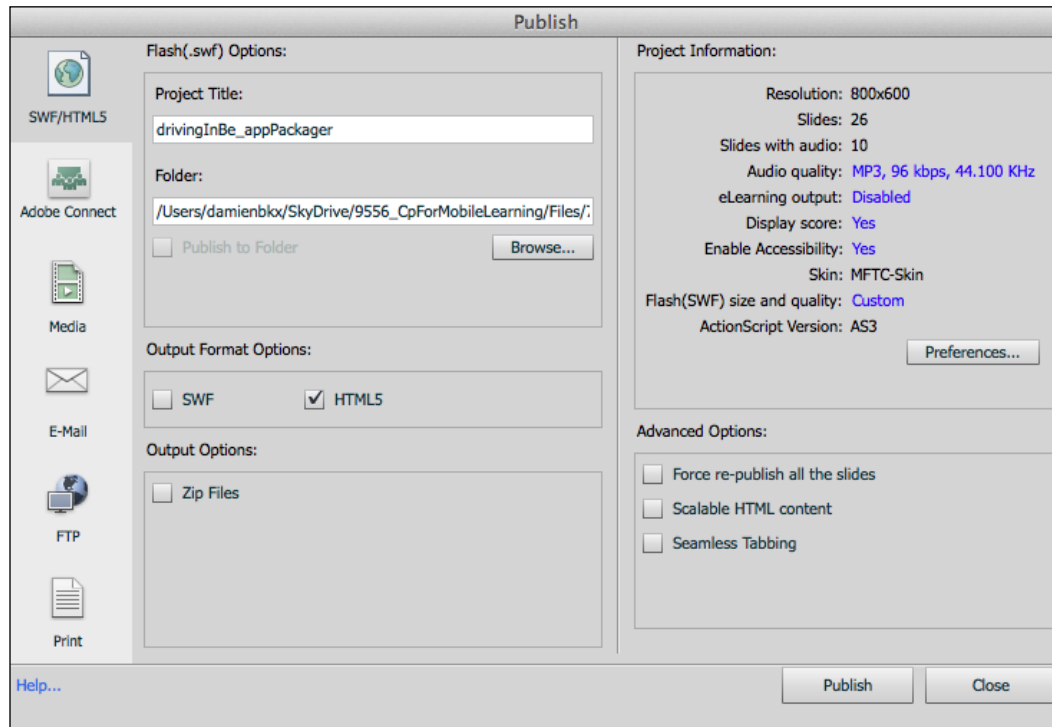 Publish
SWF/HTML5
Adobe Connect
Media
E-Mail
FTP
Print
Flash(.swf) Options:
Project Title:
drivingInBe_appPackager
Folder:
/Users/damienbkx/SkyDrive/9556_CpForMobileLearning/Files/
Publish to Folder
Browse...
Output Format Options:
SWF
HTML5
Output Options:
Zip Files
Project Information:
Resolution: 800x600
Slides: 26
Slides with audio: 10
Audio quality: MP3, 96 kbps, 44.100 KHz
eLearning output: Disabled
Display score: Yes
Enable Accessibility: Yes
Skin: MFTC-Skin
Flash(SWF) size and quality: Custom
ActionScript Version: AS3
Preferences...
Advanced Options:
Force re-publish all the slides
Scalable HTML content
Seamless Tabbing
Help...
Publish
Close